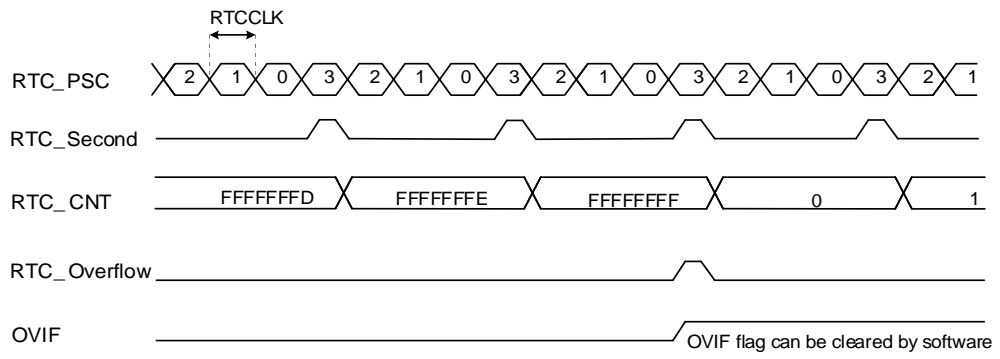 RTCCLK
RTC_PSC 2 1 0 3 2 1 0 3 2 1 0 3 2 1 0 3 2 1
RTC_Second
RTC_CNT FFFFFFFD FFFFFFFE FFFFFFFF 0 1
RTC_Overflow
OVIF
OVIF flag can be cleared by software